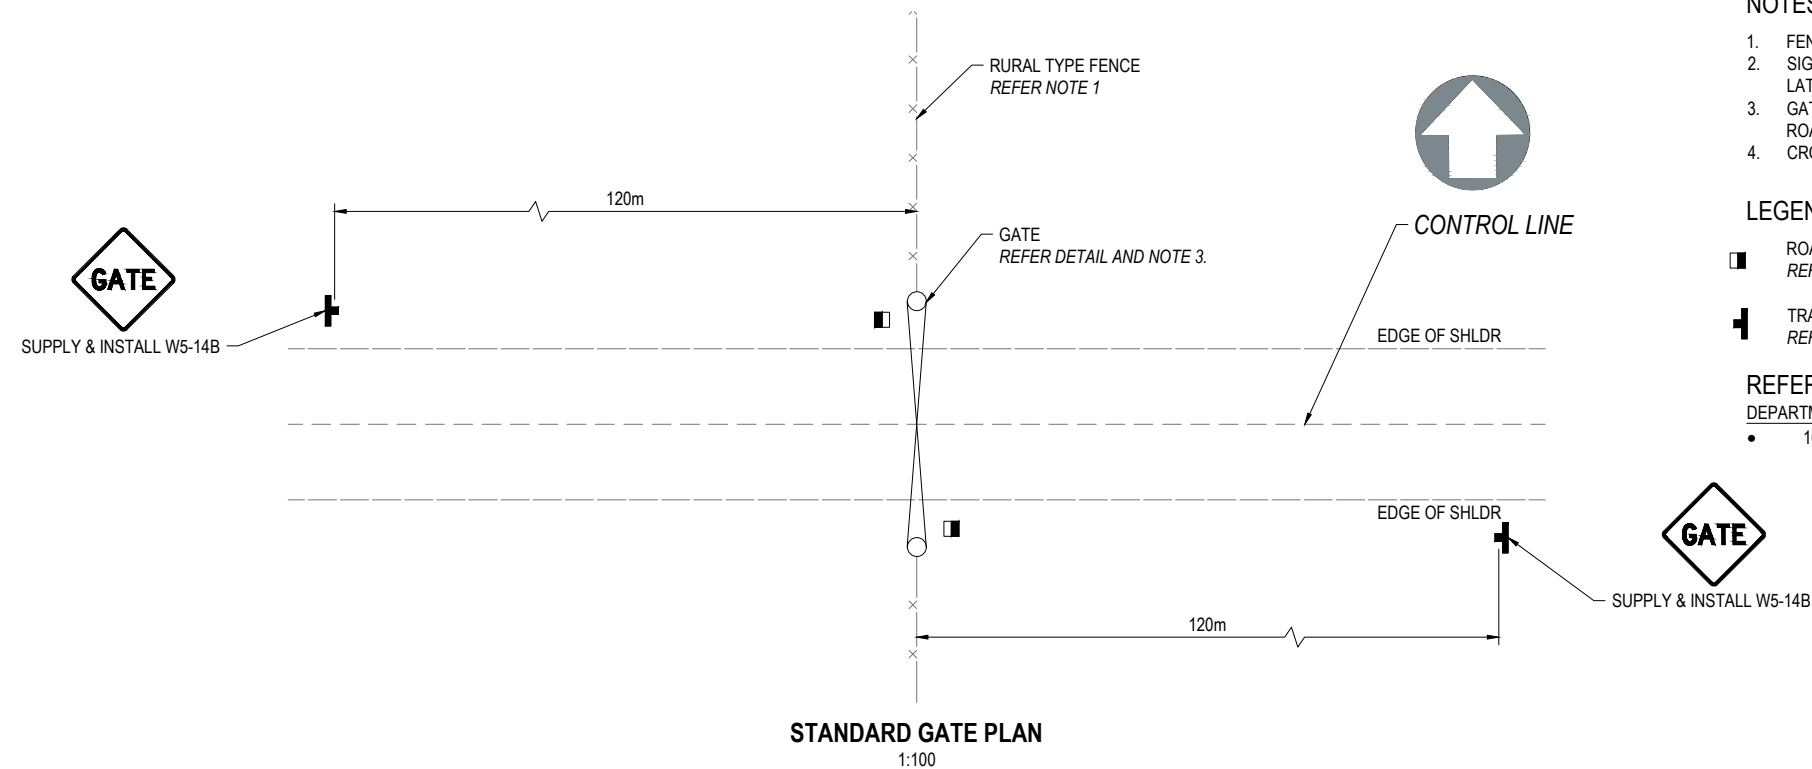 RURAL TYPE FENCE
REFER NOTE 1
120m
GATE
REFER DETAIL AND NOTE 3.
CONTROL LINE
GATE
SUPPLY & INSTALL W5-14B
EDGE OF SHLDR
EDGE OF SHLDR
GATE
SUPPLY & INSTALL W5-14B
120m
STANDARD GATE PLAN
1:100
NOTES
1.
2.
3.
4.